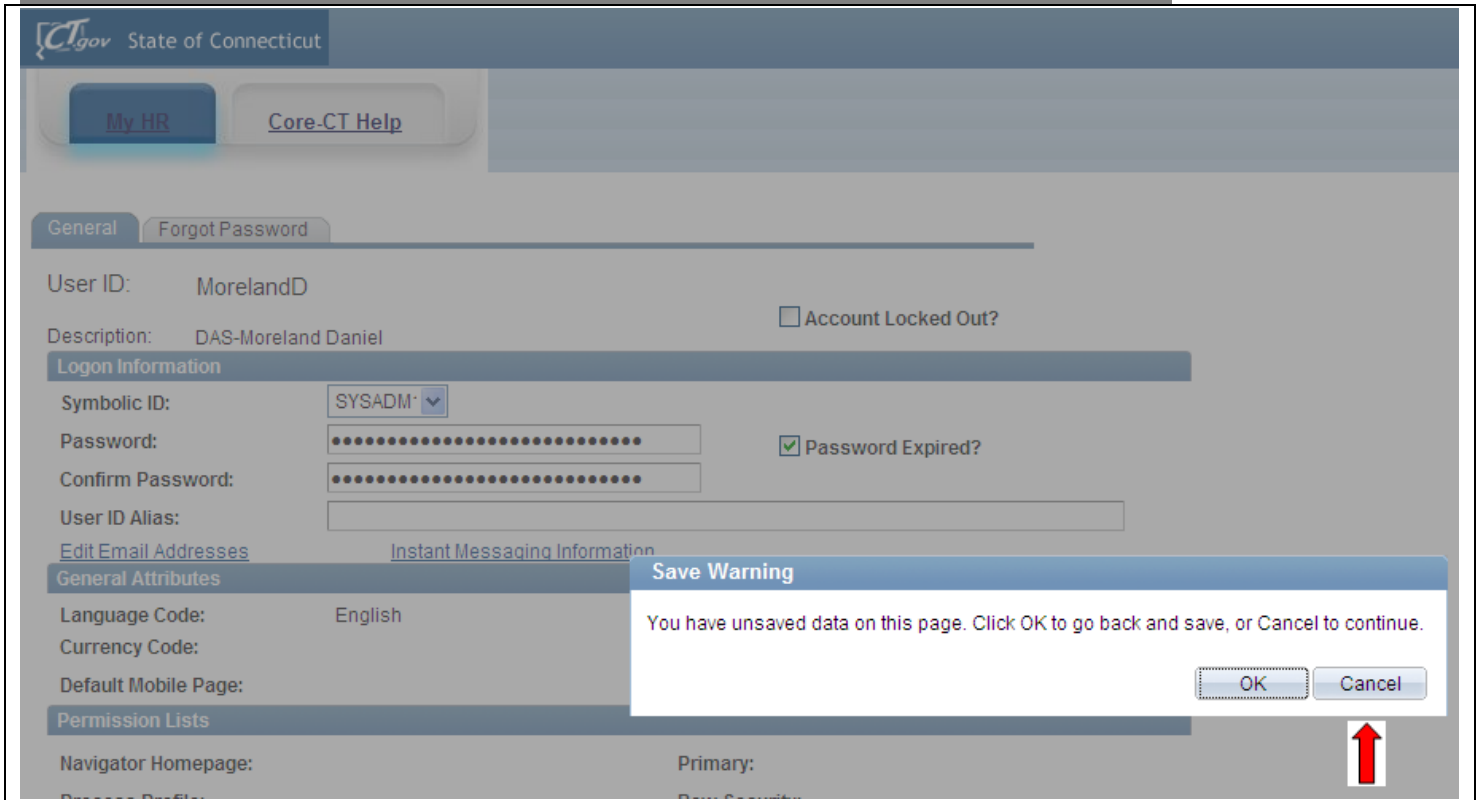 CT.gov State of Connecticut
My HR Core-CT Help
General Forgot Password
User ID: MorelandD
Account Locked Out?
Description: DAS-Moreland Daniel
Logon Information
Symbolic ID: SYSADM
Password:
Password Expired?
Confirm Password:
User ID Alias:
Edit Email Addresses Instant Messaging Information
General Attributes
Save Warning
Language Code: English
You have unsaved data on this page. Click OK to go back and save, or Cancel to continue.
Currency Code:
Default Mobile Page:
OK Cancel
Permission Lists
Navigator Homepage: Primary: